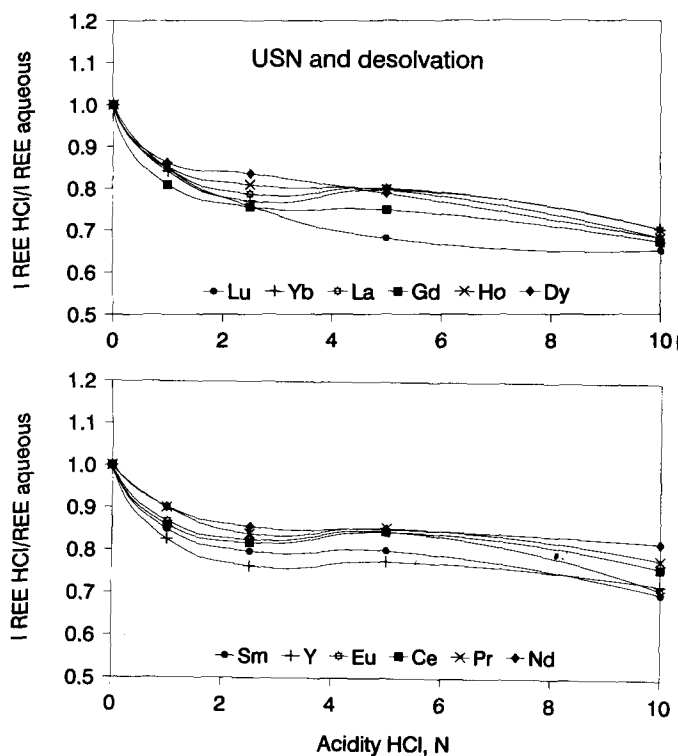 USN and desolvation
I REE HCl/I REE aqueous
1.2
1.1
1.0
0.9
0.8
0.7
0.6
0.5
Lu Yb La Gd Ho Dy
0 2 4 6 8 10
I REE HCl/REE aqueous
1.2
1.1
1.0
0.9
0.8
0.7
0.6
0.5
Sm Y Eu Ce Pr Nd
0 2 4 6 8 10
Acidity HCl, N